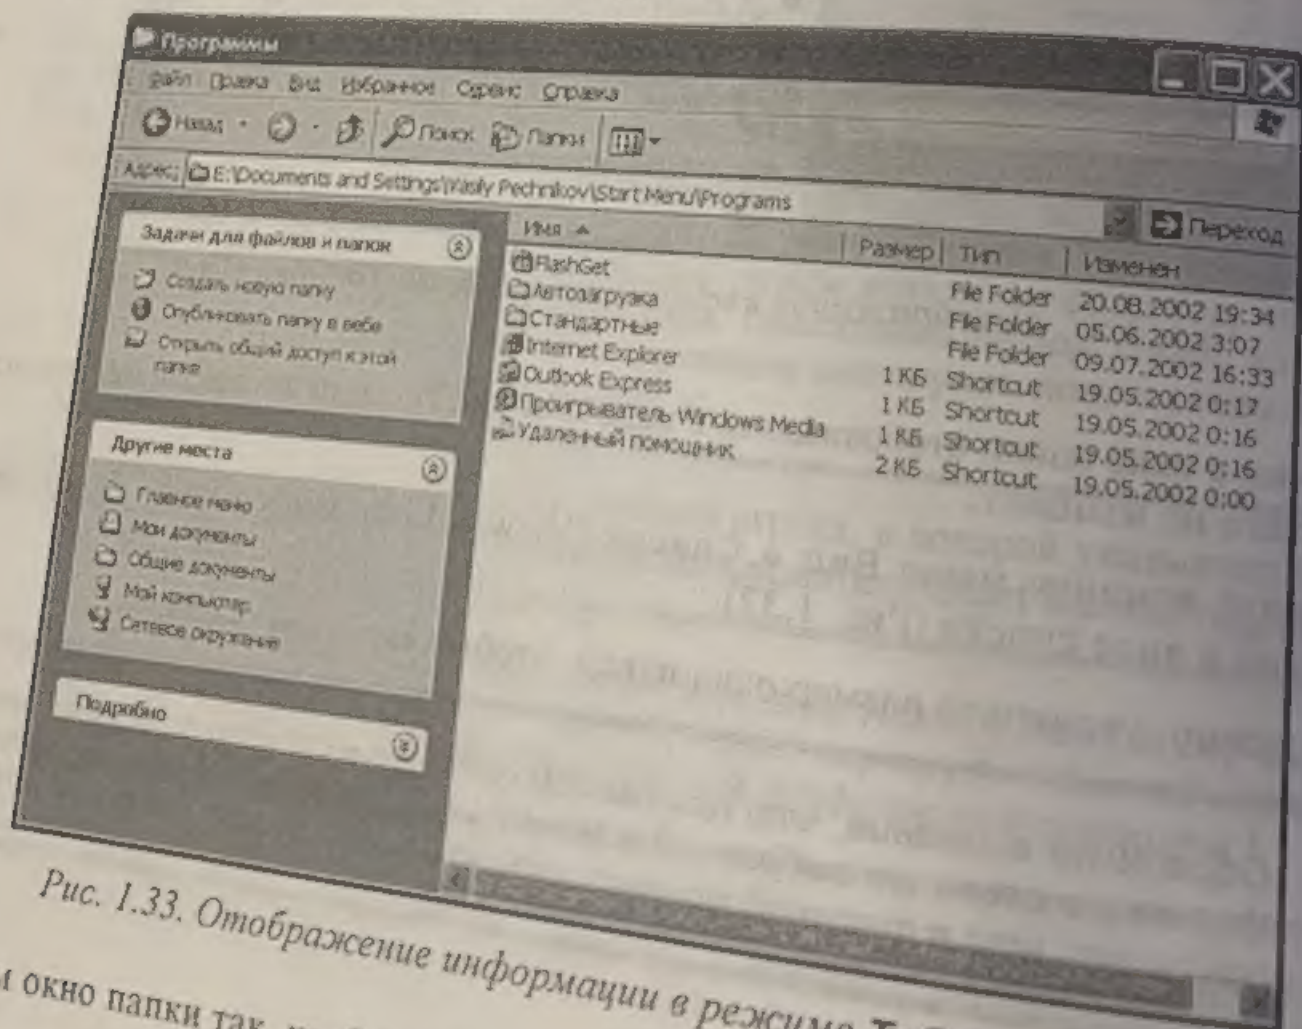 Программы
Файл Правка Вид Избранное Сервис Справка
Назад Поиск Папки
Адрес: E:\Documents and Settings\Vasily Pechnikov\Start Menu\Programs Переход
Задачи для файлов и папок
Создать новую папку
Опубликовать папку в вебе
Открыть общий доступ к этой
папке
Другие места
Главное меню
Мои документы
Общие документы
Мой компьютер
Сетевое окружение
Подробно
Имя Размер Тип Изменен
FlashGet File Folder 20.08.2002 19:34
Автозагрузка File Folder 05.06.2002 3:07
Стандартные File Folder 09.07.2002 16:33
Internet Explorer 1 КБ Shortcut 19.05.2002 0:17
Outlook Express 1 КБ Shortcut 19.05.2002 0:16
Проигрыватель Windows Media 1 КБ Shortcut 19.05.2002 0:16
Удаленный помощник 2 КБ Shortcut 19.05.2002 0:00
Рис. 1.33. Отображение информации в режиме
окно папки так